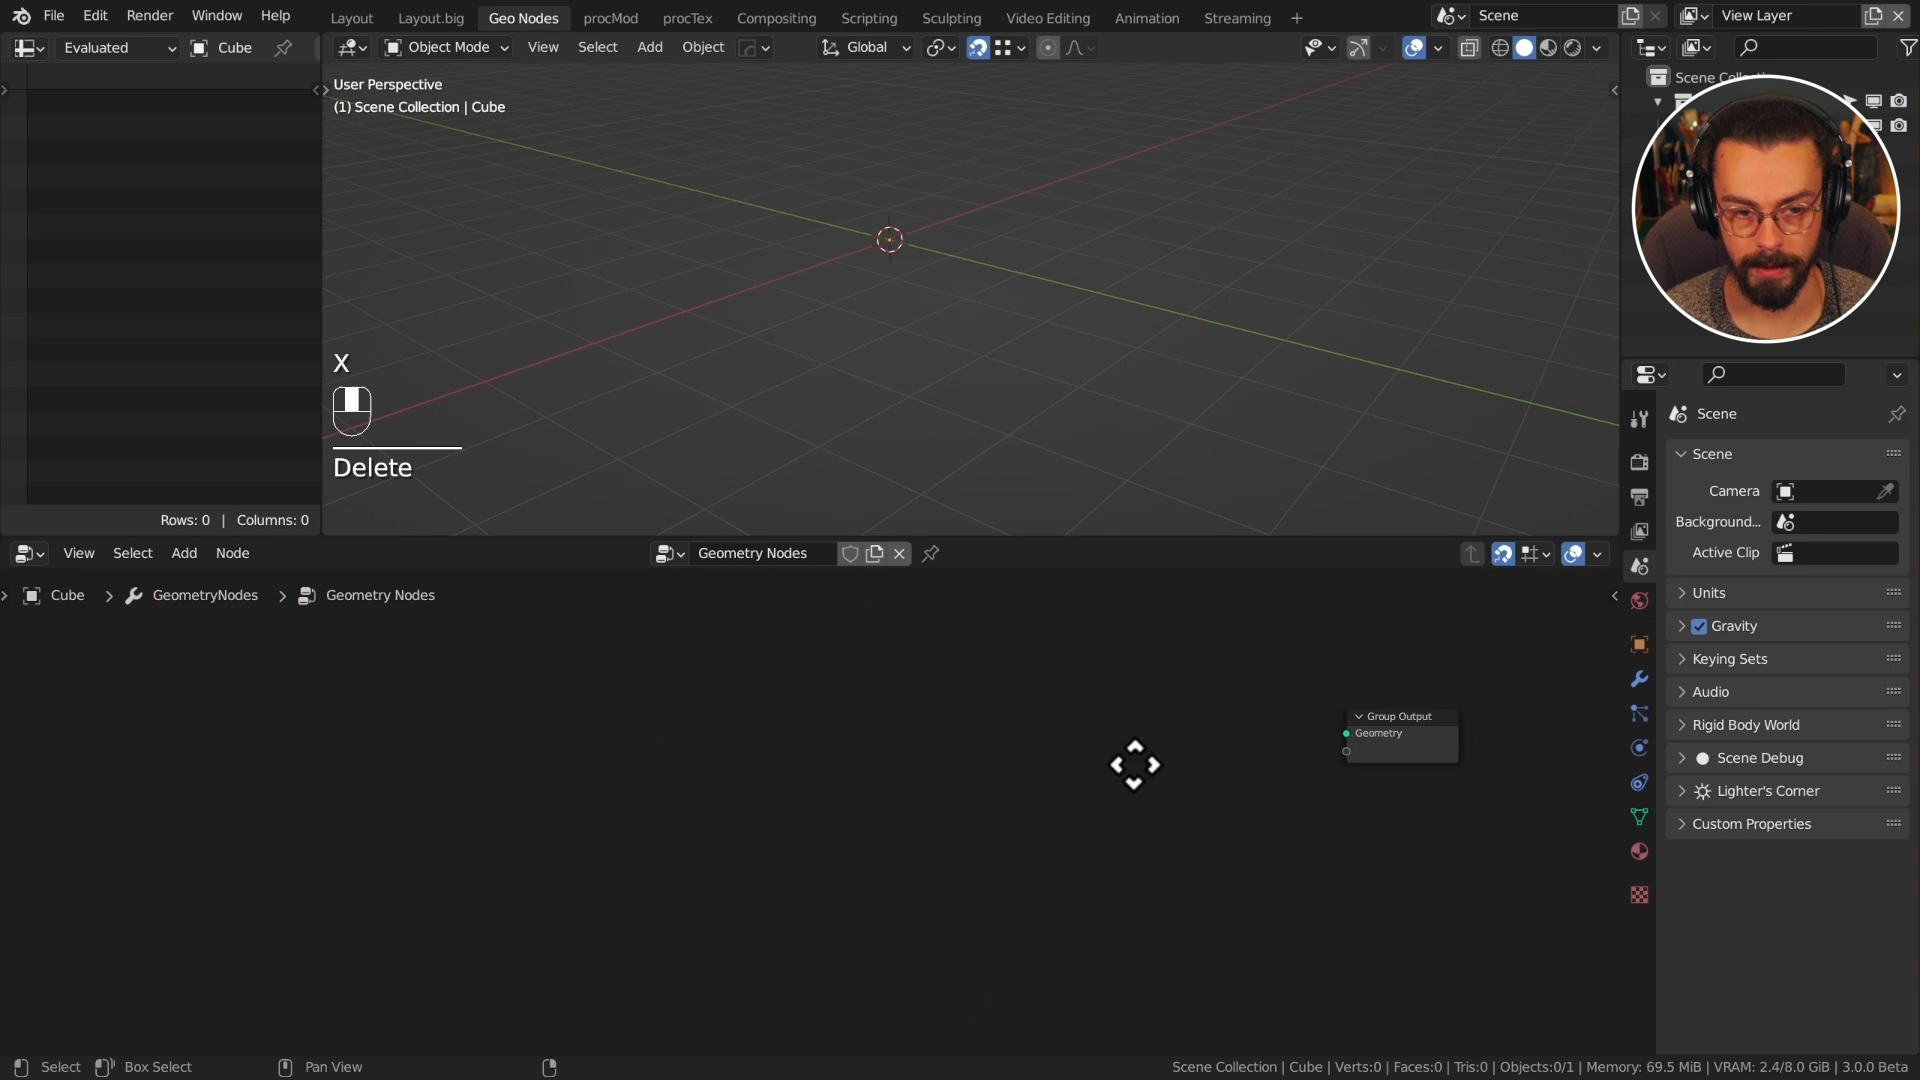 File Edit Render Window Help
Layout Layout.big Geo Nodes procMod procTex Compositing Scripting Sculpting Video Editing Animation Streaming +
Scene
View Layer
Evaluated
Cube
Object Mode View Select Add Object
Global
User Perspective
(1) Scene Collection | Cube
X
Delete
Rows: 0 | Columns: 0
View Select Add Node
Geometry Nodes
Cube > GeometryNodes > Geometry Nodes
Group Output
Geometry
Scene
Scene
Camera
Background...
Active Clip
Units
Gravity
Keying Sets
Audio
Rigid Body World
Scene Debug
Lighter's Corner
Custom Properties
Select Box Select Pan View
Scene Collection | Cube | Verts:0 | Faces:0 | Tris:0 | Objects:0/1 | Memory: 69.5 MiB | VRAM: 2.4/8.0 GiB | 3.0.0 Beta